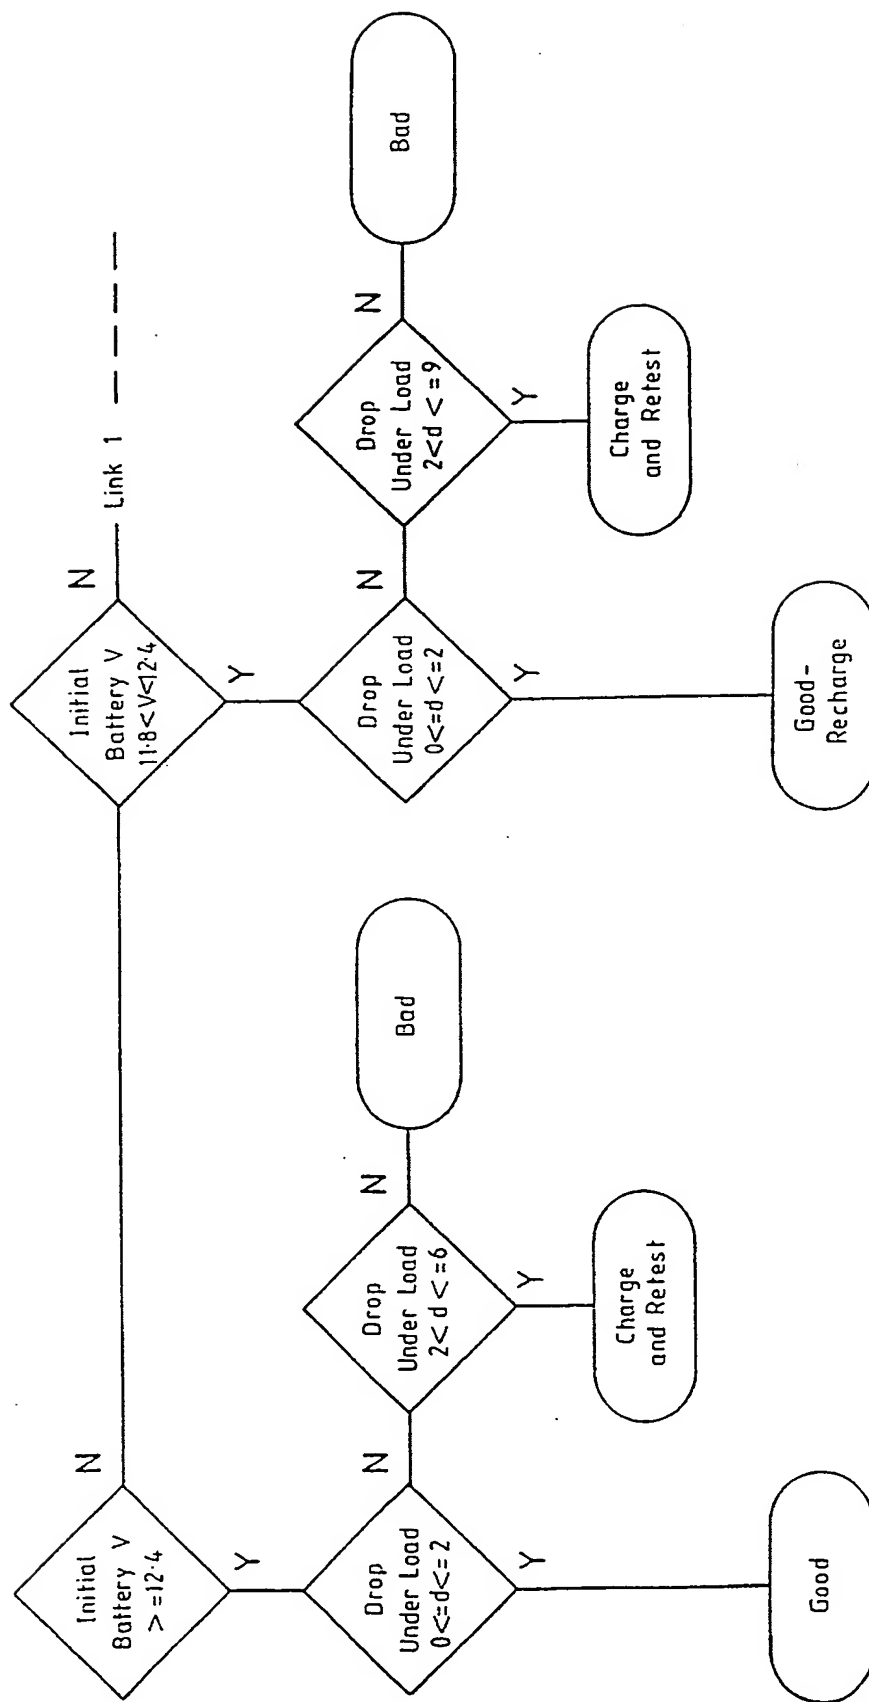 Initial
Battery V
> =12·4
N
Y
Drop
Under Load
0<=d<=2
N
Y
Good
Drop
Under Load
2< d < =6
N
Y
Charge
and Retest
Bad
Initial
Battery V
11·8<V<12·4
N
Link 1
Y
Drop
Under Load
0<=d <=2
N
Y
Good-
Recharge
Drop
Under Load
2<d < =9
N
Y
Charge
and Retest
Bad